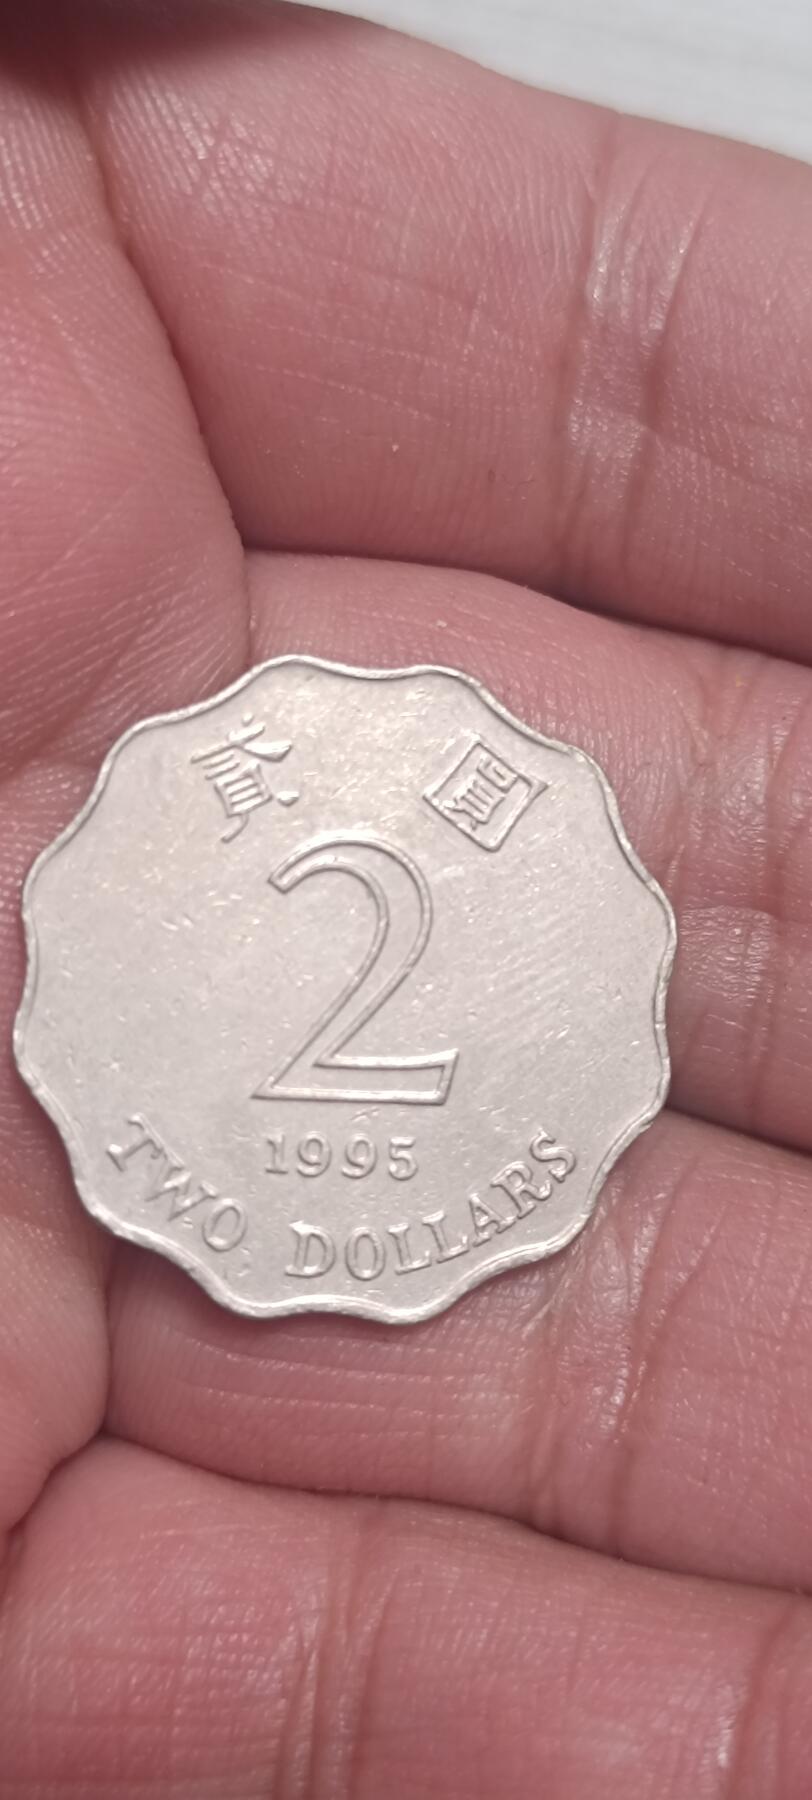 貳 圓
2
1995
TWO DOLLARS